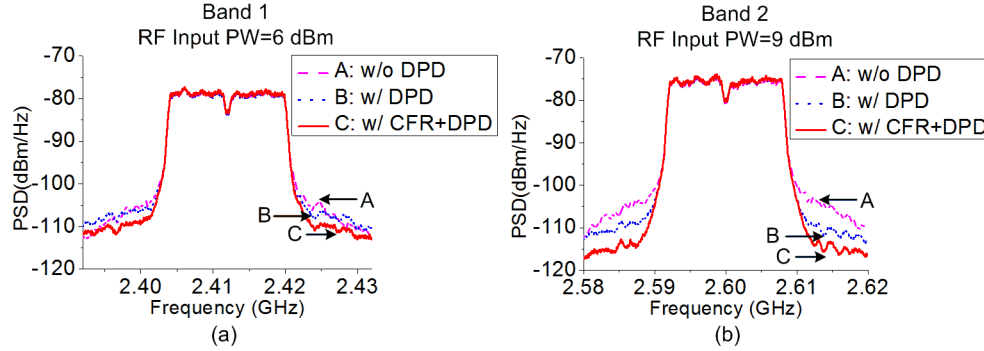 Band 1
RF Input PW=6 dBm
-70
-80
-90
-100
-110
-120
PSD(dBm/Hz)
A: w/o DPD
B: w/ DPD
C: w/ CFR+DPD
A
B
C
2.40
2.41
2.42
2.43
Frequency (GHz)
(a)
Band 2
RF Input PW=9 dBm
-70
-80
-90
-100
-110
-120
PSD(dBm/Hz)
A: w/o DPD
B: w/ DPD
C: w/ CFR+DPD
A
B
C
2.58
2.59
2.60
2.61
2.62
Frequency (GHz)
(b)